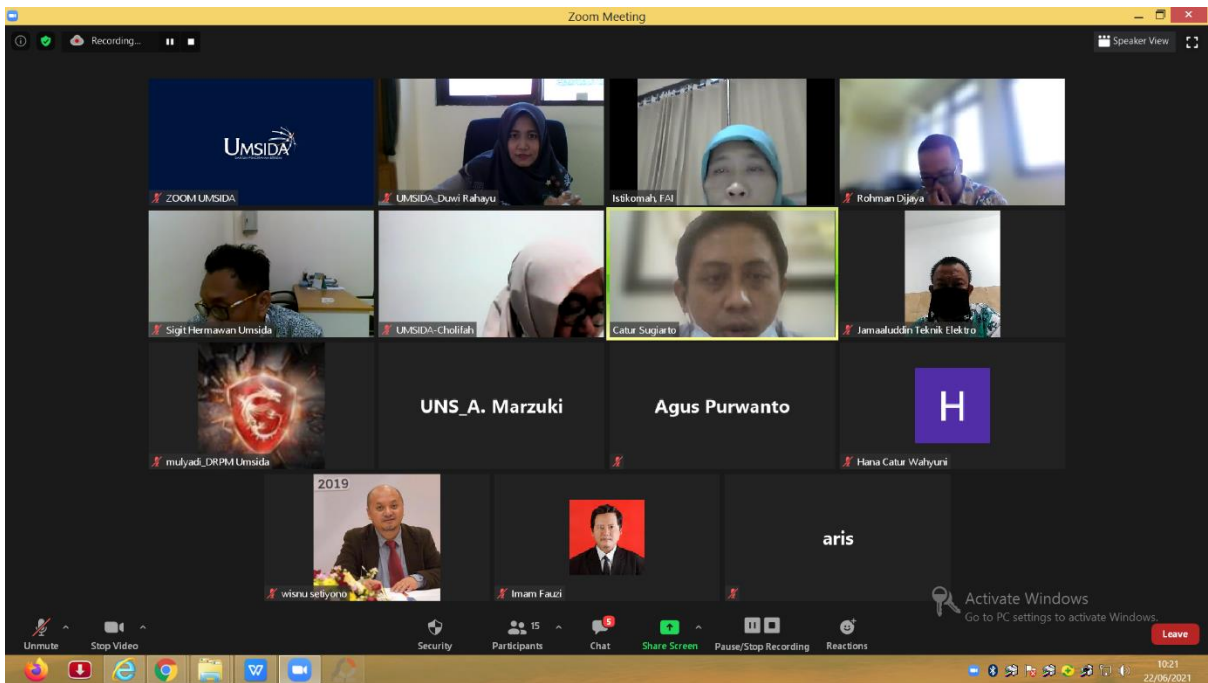 Zoom Meeting
Recording...
Speaker View
UMSIDA
ZOOM UMSIDA
UMSIDA_Duwi Rahayu
Istikomah, FAI
Rohman Dijaya
Sigit Hermawan Umsida
UMSIDA-Cholifah
Catur Sugiarto
Jamaaluddin Teknik Elektro
mulyadi_DRPM Umsida
UNS_A. Marzuki
Agus Purwanto
H
Hana Catur Wahyuni
2019
wisnu setiyono
Imam Fauzi
aris
Activate Windows
Go to PC settings to activate Windows.
Unmute
Stop Video
Security
15
Participants
5
Chat
Share Screen
Pause/Stop Recording
Reactions
Leave
W
10:21
22/06/2021